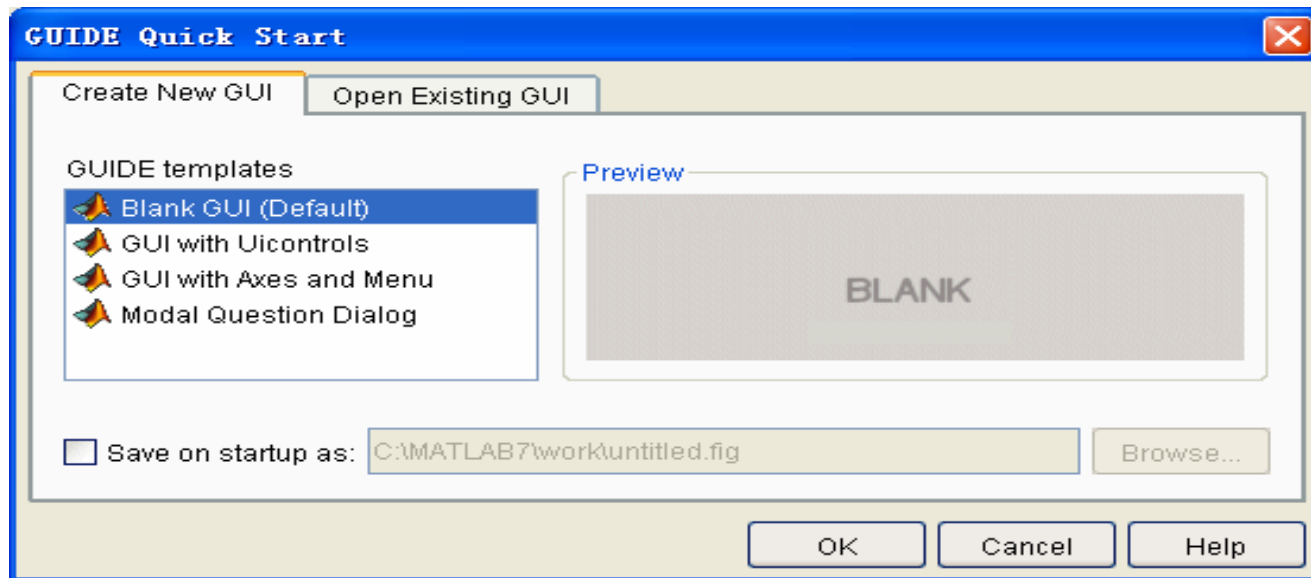 GUIDE Quick Start
Create New GUI
Open Existing GUI
GUIDE templates
Blank GUI (Default)
GUI with Uicontrols
GUI with Axes and Menu
Modal Question Dialog
Preview
BLANK
Save on startup as:
C:\MATLAB7\work\untitled.fig
Browse...
OK
Cancel
Help